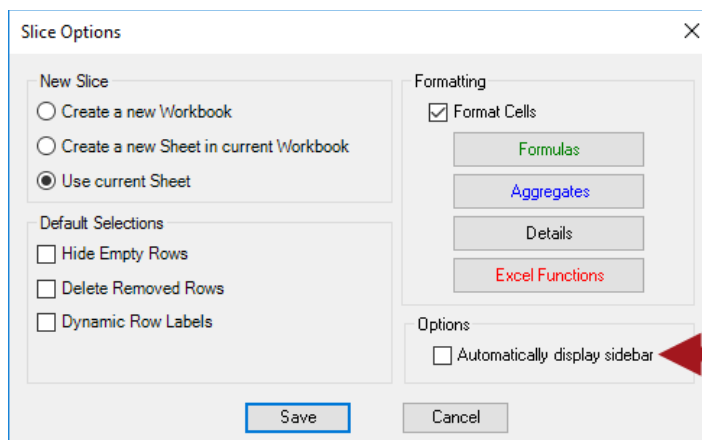 Slice Options
New Slice
Create a new Workbook
Create a new Sheet in current Workbook
Use current Sheet
Default Selections
Hide Empty Rows
Delete Removed Rows
Dynamic Row Labels
Formatting
Format Cells
Formulas
Aggregates
Details
Excel Functions
Options
Automatically display sidebar
Save
Cancel